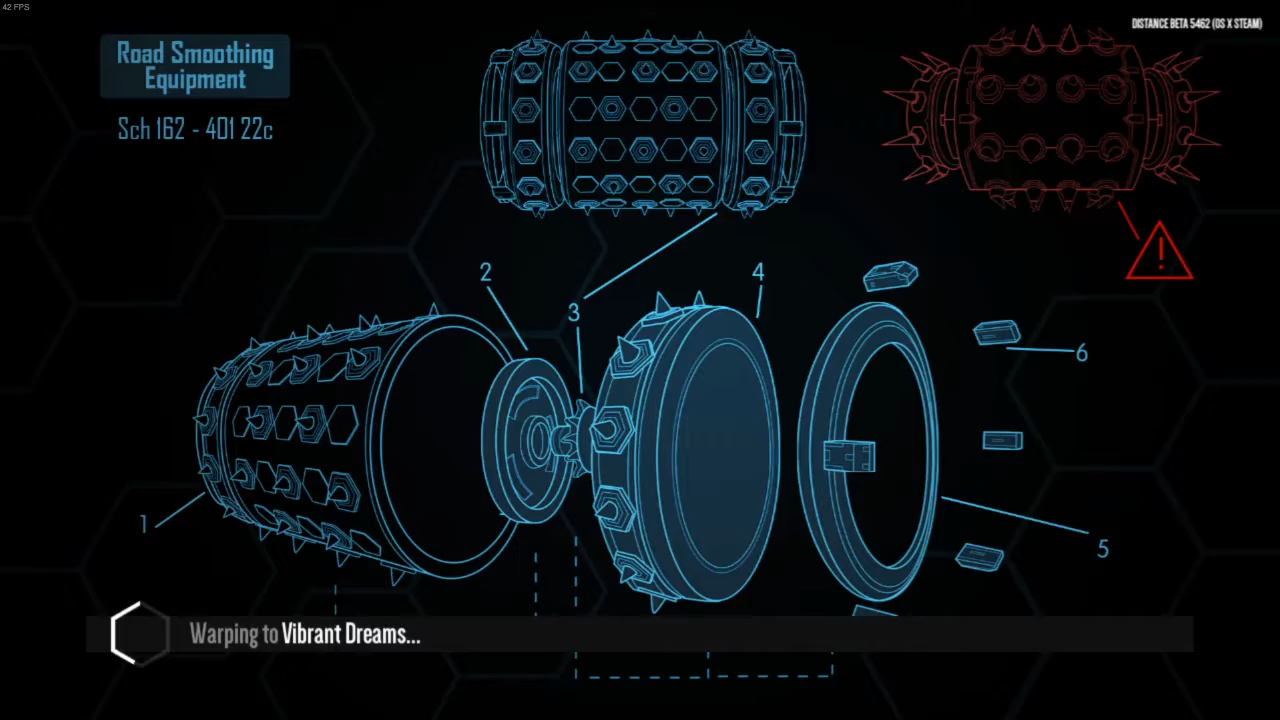 42 FPS
DISTANCE BETA 5462 (OS X STEAM)
Road Smoothing
Equipment
Sch 162 - 401 22c
2
3
4
6
1
5
!
Warping to Vibrant Dreams...